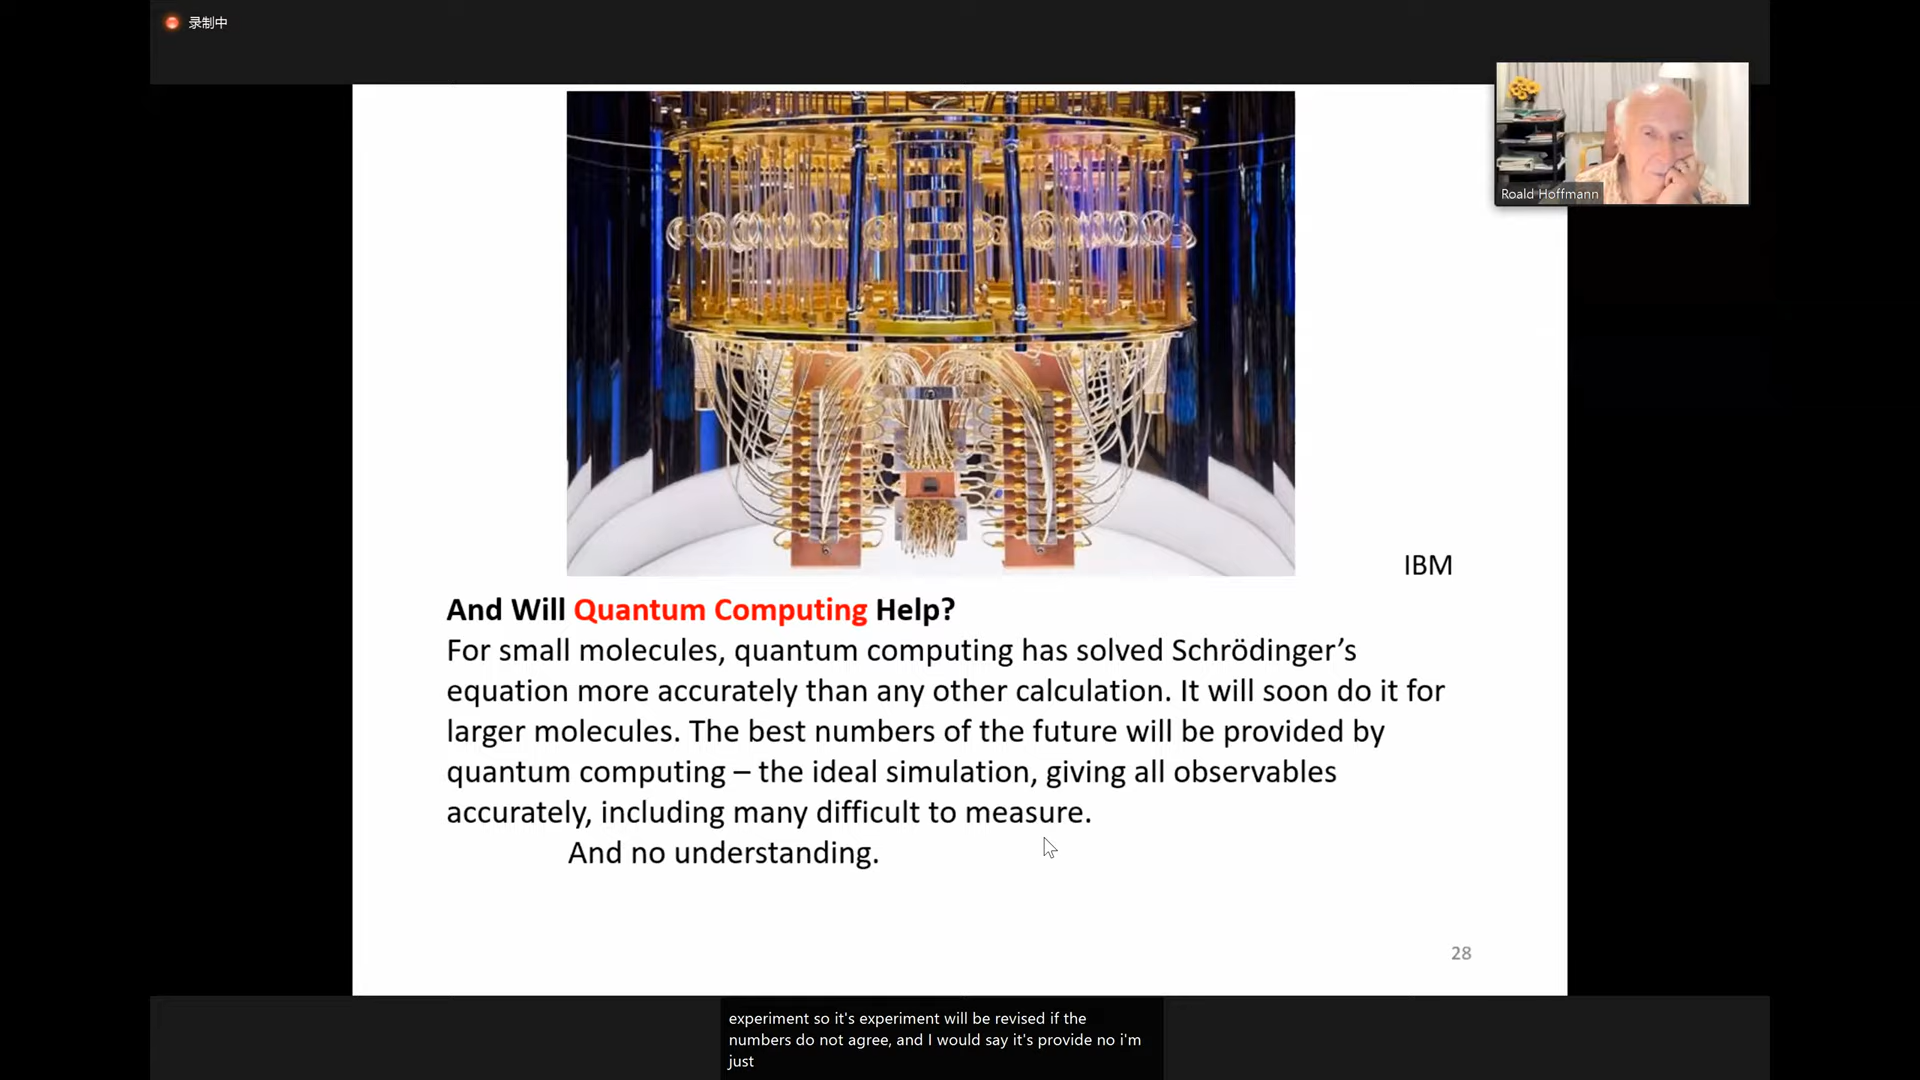 录制中
Roald Hoffmann
IBM
And Will Quantum Computing Help?
For small molecules, quantum computing has solved Schrödinger’s
equation more accurately than any other calculation. It will soon do it for
larger molecules. The best numbers of the future will be provided by
quantum computing – the ideal simulation, giving all observables
accurately, including many difficult to measure.
And no understanding.
28
experiment so it's experiment will be revised if the
numbers do not agree, and I would say it's provide no i'm
just